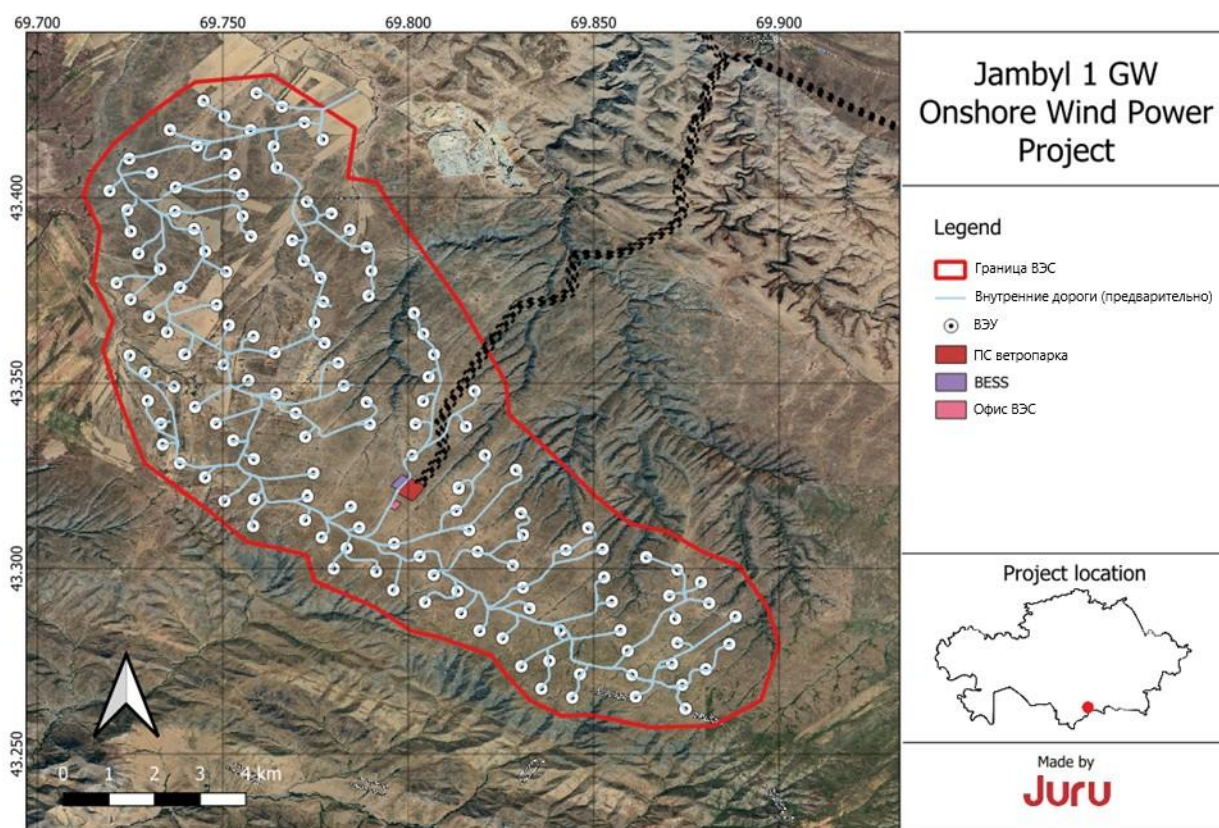 69.700 69.750 69.800 69.850 69.900
43.400
43.350
43.300
43.250
0 1 2 3 4 km
Jambyl 1 GW
Onshore Wind Power
Project
Legend
Граница ВЭС
Внутренние дороги (предварительно)
ВЭУ
ПС ветропарка
BESS
Офис ВЭС
Project location
Made by
Juru